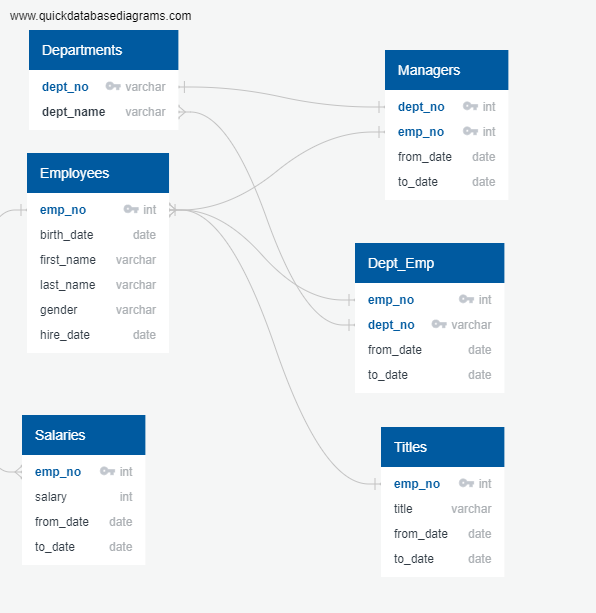 www.quickdatabasediagrams.com
Departments
dept_no varchar
dept_name varchar
Employees
emp_no int
birth_date date
first_name varchar
last_name varchar
gender varchar
hire_date date
Salaries
emp_no int
salary int
from_date date
to_date date
Managers
dept_no int
emp_no int
from_date date
to_date date
Dept_Emp
emp_no int
dept_no varchar
from_date date
to_date date
Titles
emp_no int
title varchar
from_date date
to_date date